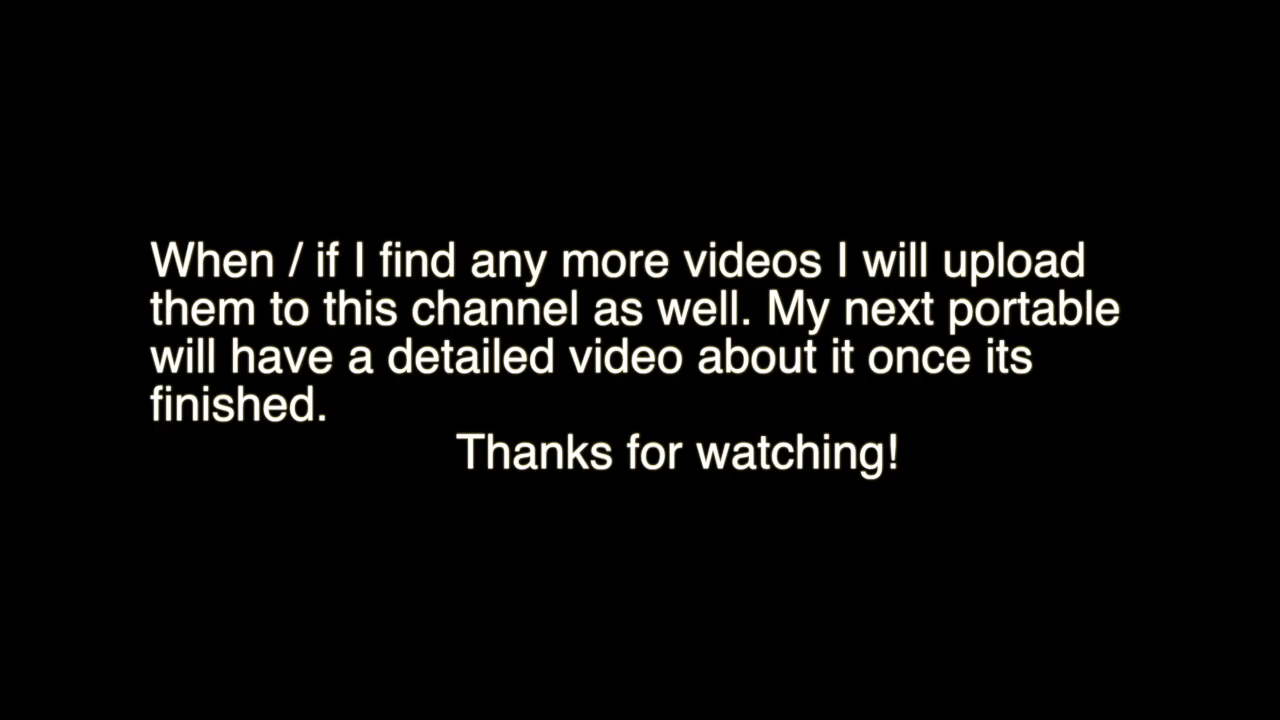 When / if I find any more videos I will upload
them to this channel as well. My next portable
will have a detailed video about it once its
finished.
Thanks for watching!